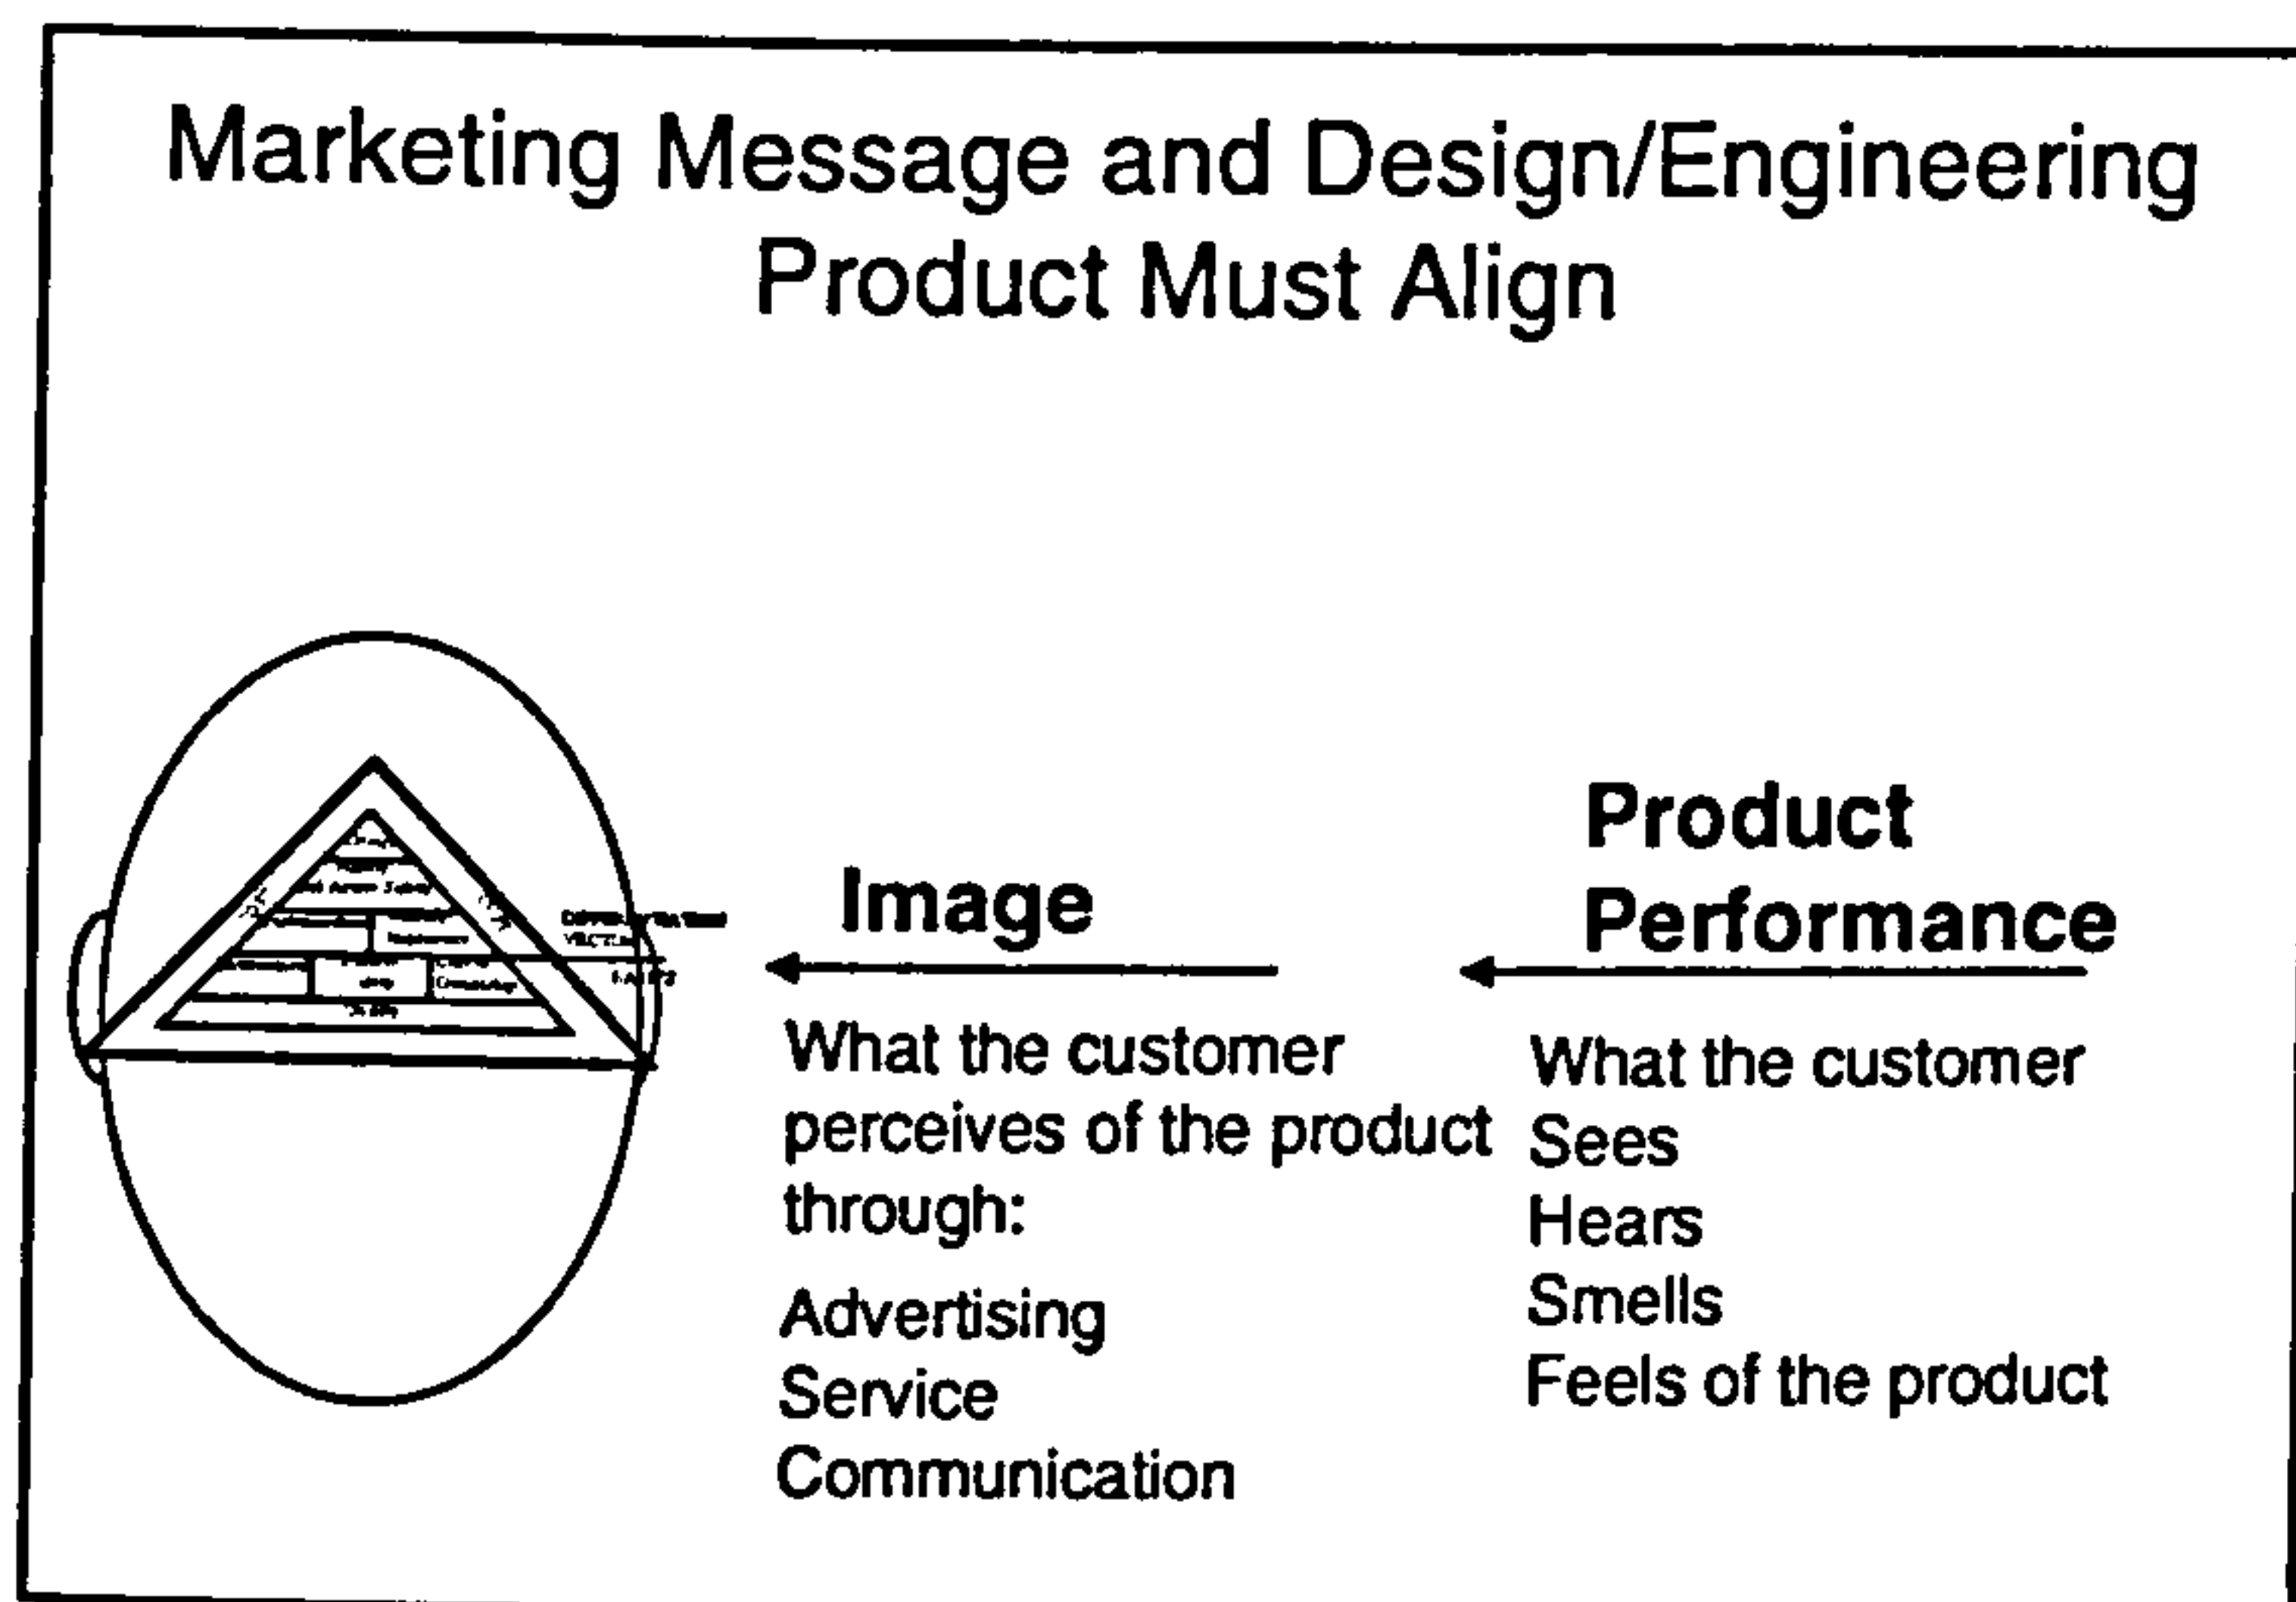 Marketing Message and Design/Engineering
Product Must Align
Image
What the customer
perceives of the product
through:
Advertising
Service
Communication
Product
Performance
What the customer
Sees
Hears
Smells
Feels of the product